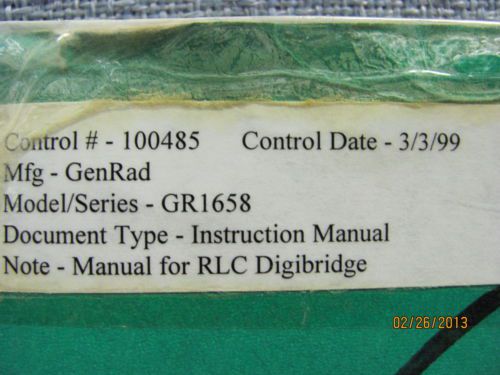 Control # - 100485 Control Date - 3/3/99
Mfg - GenRad
Model/Series - GR1658
Document Type - Instruction Manual
Note - Manual for RLC Digibridge
02/26/2013